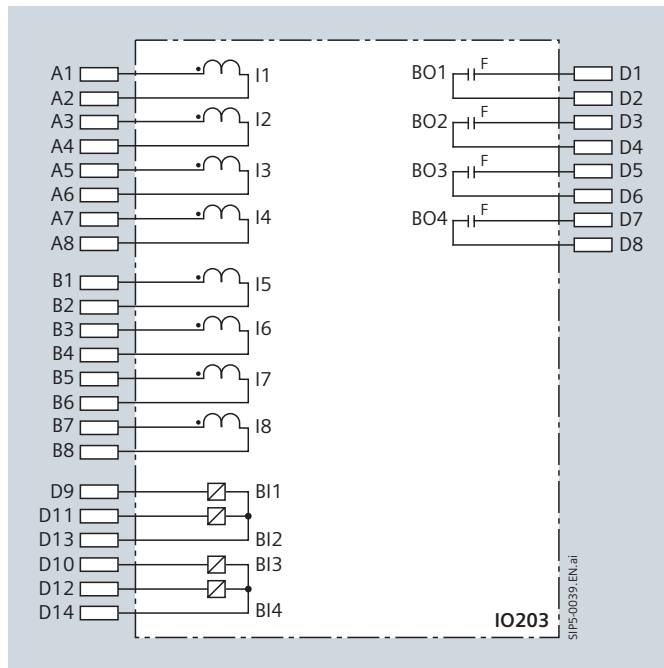 A1 I1 BO1 F D1
A2 D2
A3 I2 BO2 F D3
A4 D4
A5 I3 BO3 F D5
A6 D6
A7 I4 BO4 F D7
A8 D8
B1 I5
B2
B3 I6
B4
B5 I7
B6
B7 I8
B8
D9 BI1
D11
D13 BI2
D10 BI3
D12
D14 BI4
IO203
SIP5-0039.EN.ai